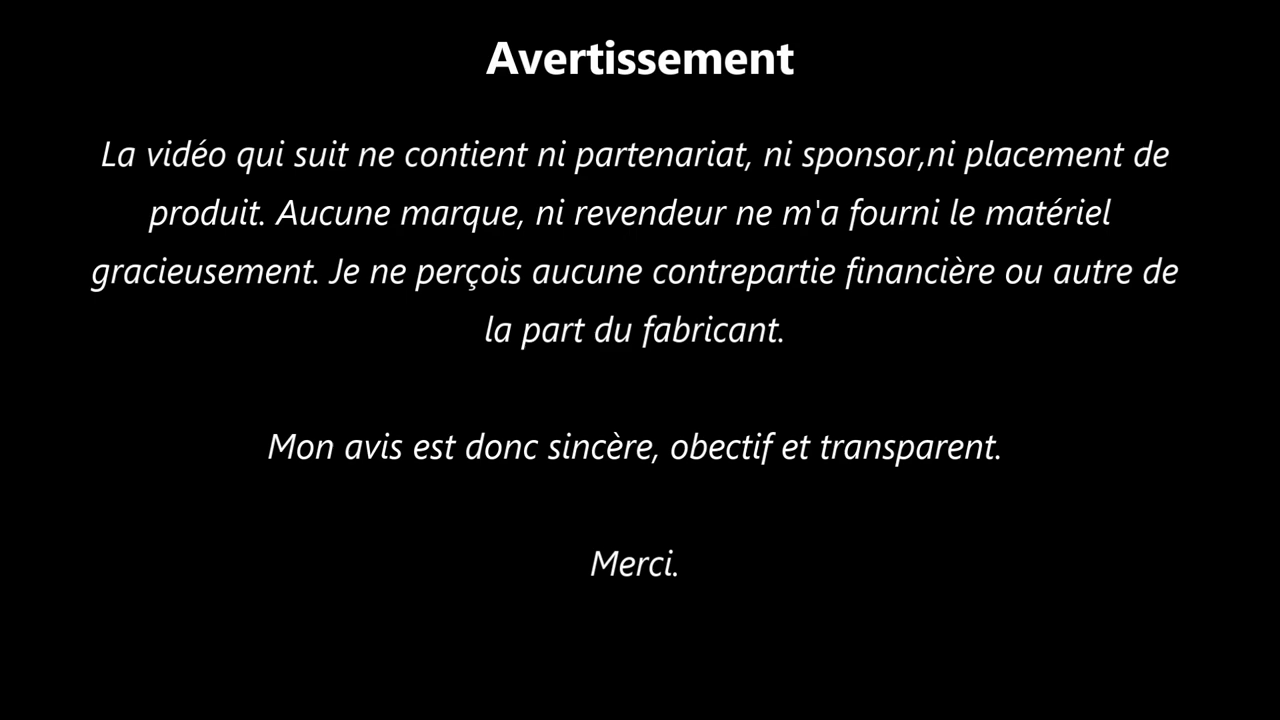 Avertissement
La vidéo qui suit ne contient ni partenariat, ni sponsor,ni placement de
produit. Aucune marque, ni revendeur ne m'a fourni le matériel
gracieusement. Je ne perçois aucune contrepartie financière ou autre de
la part du fabricant.
Mon avis est donc sincère, obectif et transparent.
Merci.